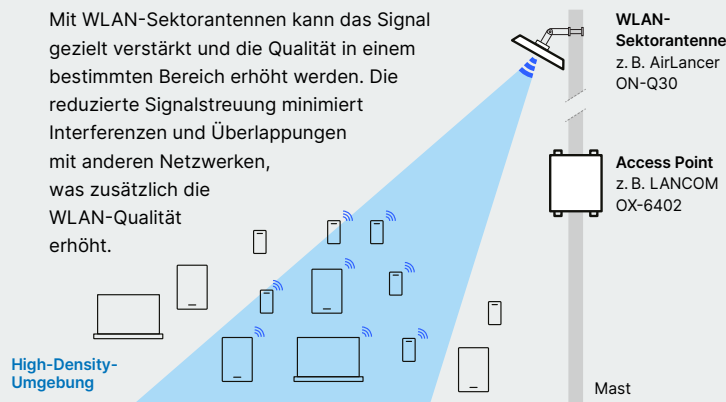 Mit WLAN-Sektorantennen kann das Signal
gezielt verstärkt und die Qualität in einem
bestimmten Bereich erhöht werden. Die
reduzierte Signalstreuung minimiert
Interferenzen und Überlappungen
mit anderen Netzwerken,
was zusätzlich die
WLAN-Qualität
erhöht.
WLAN-
Sektorantenne
z. B. AirLancer
ON-Q30
Access Point
z. B. LANCOM
OX-6402
High-Density-
Umgebung
Mast